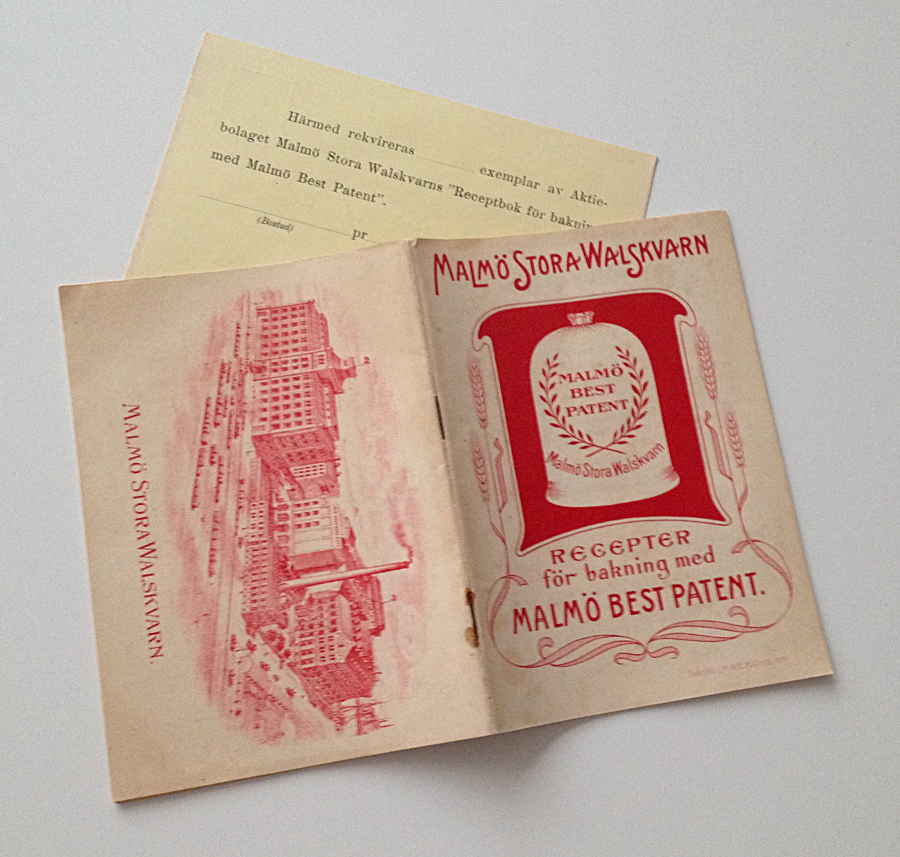 Härmed rekvireras exemplar av Aktie-
bolaget Malmö Stora Walskvarns "Receptbok för
med Malmö Best Patent".
(Bostad) pr
MALMÖ STORA WALSKVARN
MALMÖ
BEST
PATENT
Malmö Stora Walskvarn
RECEPTER
för bakning med
MALMÖ BEST PATENT.
MALMÖ STORA WALSKVARN.